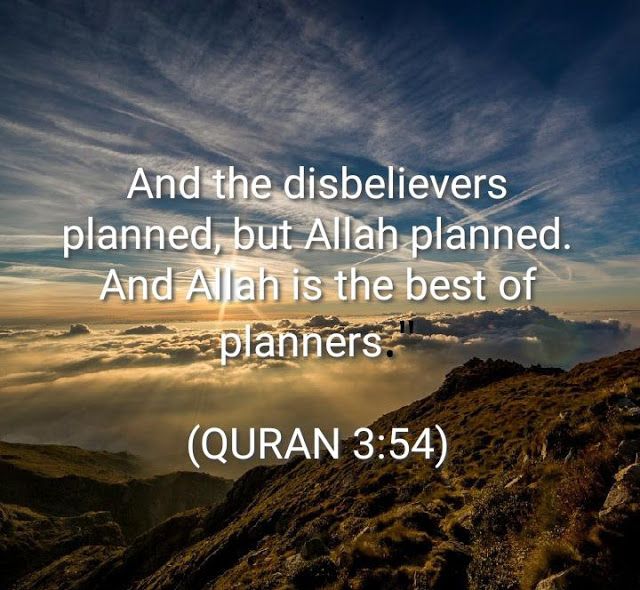 And the disbelievers
planned, but Allah planned.
And Allah is the best of
planners."
(QURAN 3:54)